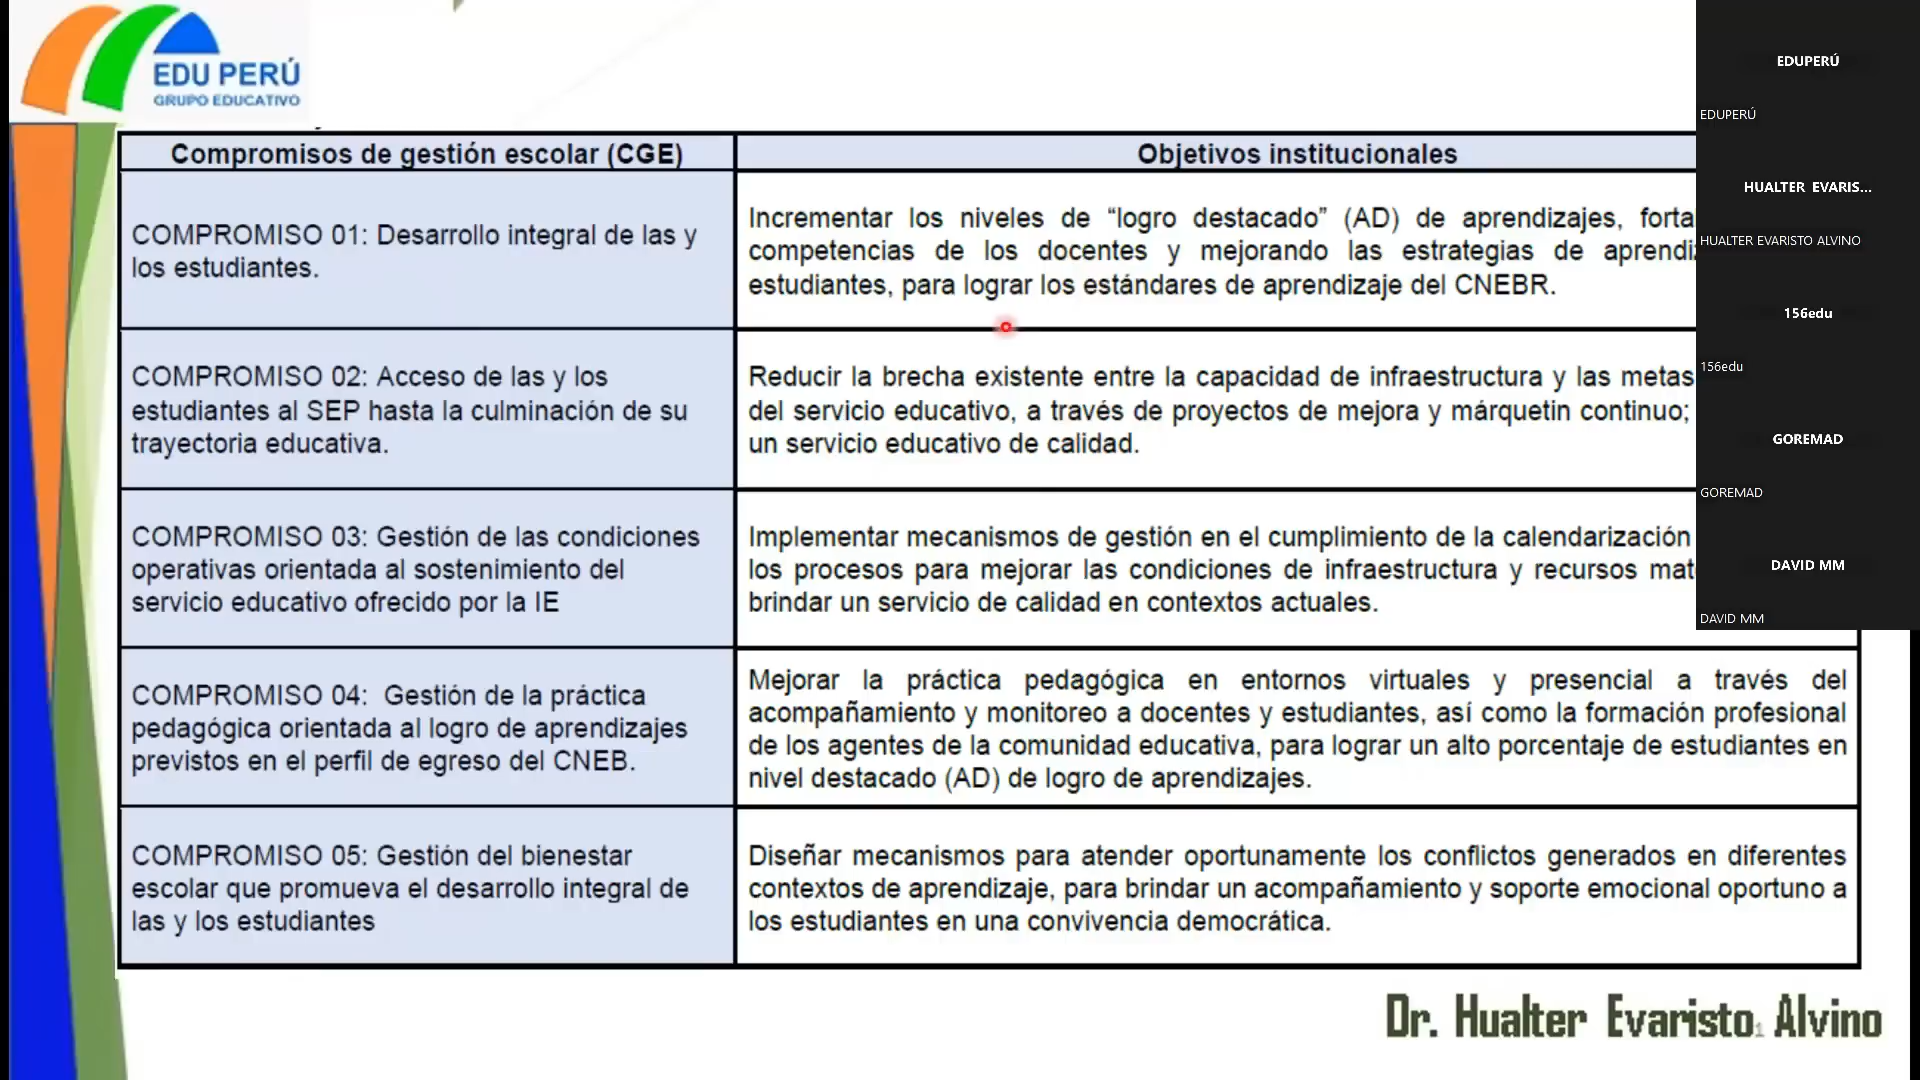 EDU PERÚ
GRUPO EDUCATIVO
Compromisos de gestión escolar (CGE)
Objetivos institucionales
COMPROMISO 01: Desarrollo integral de las y
los estudiantes.
Incrementar los niveles de “logro destacado” (AD) de aprendizajes,
competencias de los docentes y mejorando las estrategias de
estudiantes, para lograr los estándares de aprendizaje del CNEBR.
COMPROMISO 02: Acceso de las y los
estudiantes al SEP hasta la culminación de su
trayectoria educativa.
Reducir la brecha existente entre la capacidad de infraestructura y las metas
del servicio educativo, a través de proyectos de mejora y márquetin continuo;
un servicio educativo de calidad.
COMPROMISO 03: Gestión de las condiciones
operativas orientada al sostenimiento del
servicio educativo ofrecido por la IE
Implementar mecanismos de gestión en el cumplimiento de la calendarización
los procesos para mejorar las condiciones de infraestructura y recursos
brindar un servicio de calidad en contextos actuales.
COMPROMISO 04: Gestión de la práctica
pedagógica orientada al logro de aprendizajes
previstos en el perfil de egreso del CNEB.
Mejorar la práctica pedagógica en entornos virtuales y presencial a través del
acompañamiento y monitoreo a docentes y estudiantes, así como la formación profesional
de los agentes de la comunidad educativa, para lograr un alto porcentaje de estudiantes en
nivel destacado (AD) de logro de aprendizajes.
COMPROMISO 05: Gestión del bienestar
escolar que promueva el desarrollo integral de
las y los estudiantes
Diseñar mecanismos para atender oportunamente los conflictos generados en diferentes
contextos de aprendizaje, para brindar un acompañamiento y soporte emocional oportuno a
los estudiantes en una convivencia democrática.
Dr. Hualter Evaristo Alvino
EDUPERÚ
EDUPERÚ
HUALTER EVARIS...
HUALTER EVARISTO ALVINO
156edu
156edu
GOREMAD
GOREMAD
DAVID MM
DAVID MM